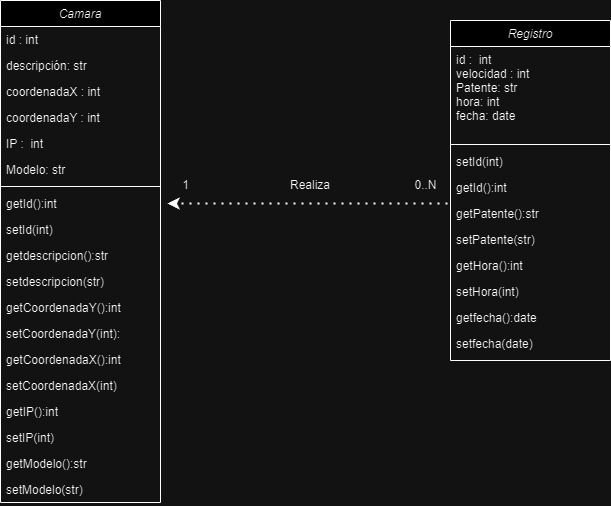 Camara
id : int
descripción: str
coordenadaX : int
coordenadaY : int
IP :  int
Modelo: str
getId():int
setId(int)
getdescripcion():str
setdescripcion(str)
getCoordenadaY():int
setCoordenadaY(int):
getCoordenadaX():int
setCoordenadaX(int)
getIP():int
setIP(int)
getModelo():str
setModelo(str)
1
Realiza
0..N
Registro
id :  int
velocidad : int
Patente: str
hora: int
fecha: date
setId(int)
getId():int
getPatente():str
setPatente(str)
getHora():int
setHora(int)
getfecha():date
setfecha(date)